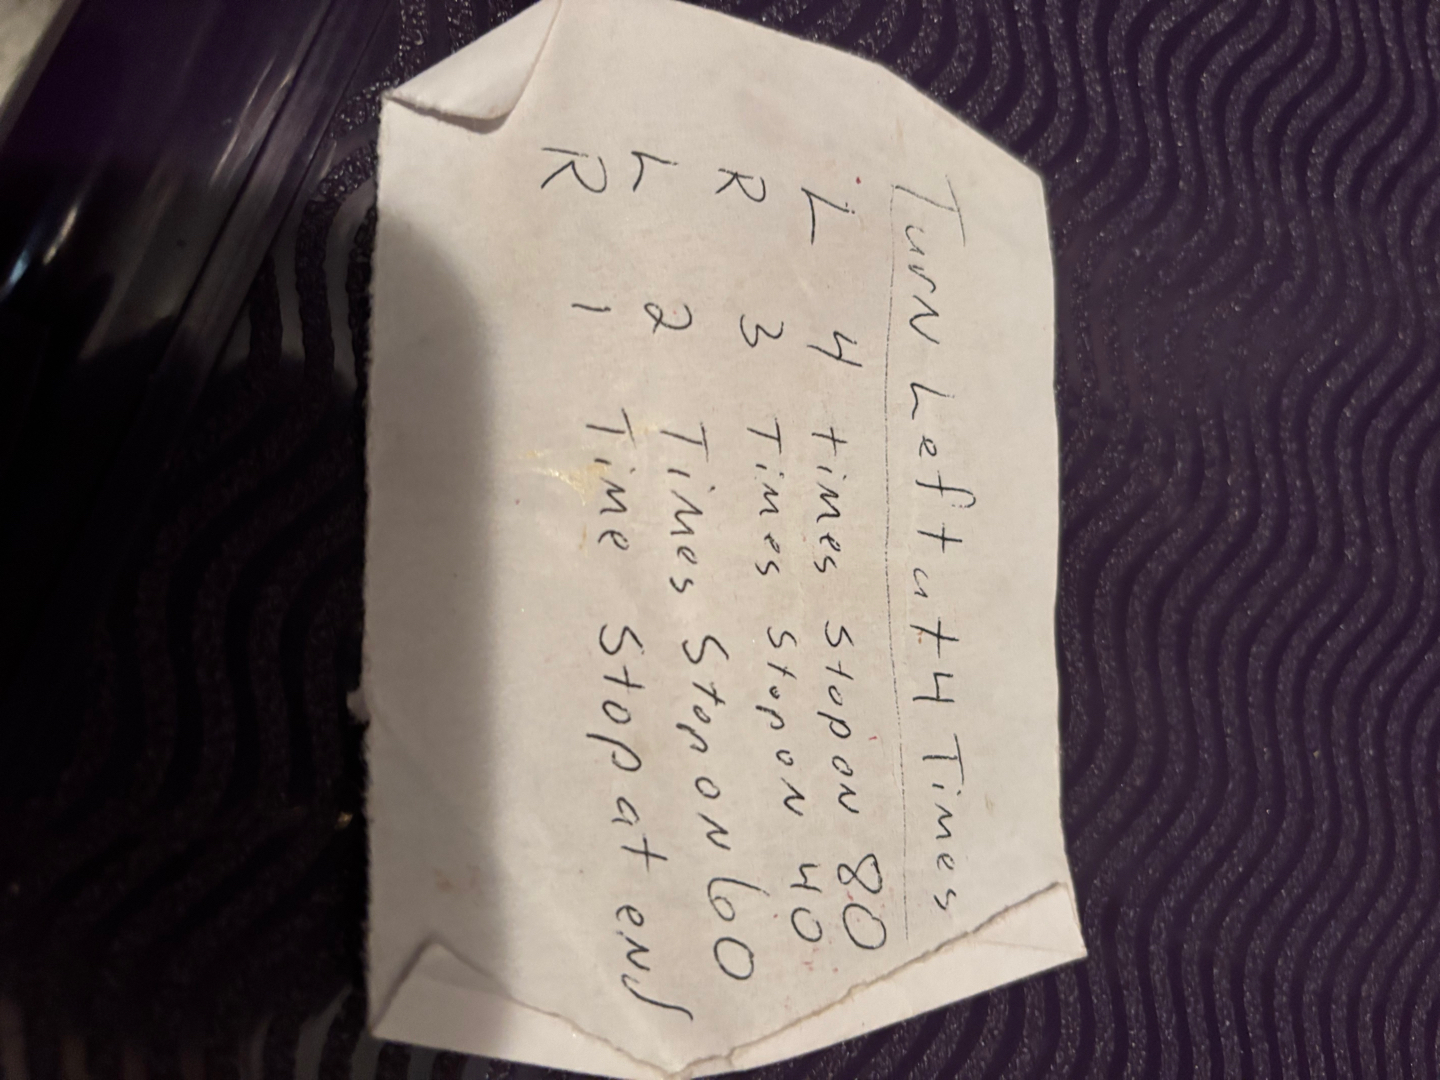 Turn Left at 4 Times
L 4 times Stop on 80
R 3 Times Stop on 40
L 2 Times Stop on 60
R 1 Time Stop at end